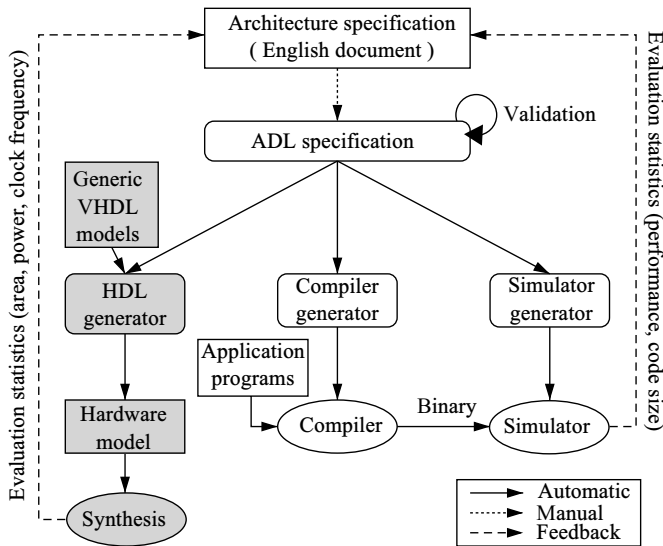 Architecture specification
( English document )
Validation
ADL specification
Generic
VHDL
models
HDL
generator
Compiler
generator
Simulator
generator
Application
programs
Hardware
model
Compiler
Binary
Simulator
Synthesis
Automatic
Manual
Feedback
Evaluation statistics (area, power, clock frequency)
Evaluation statistics (performance, code size)